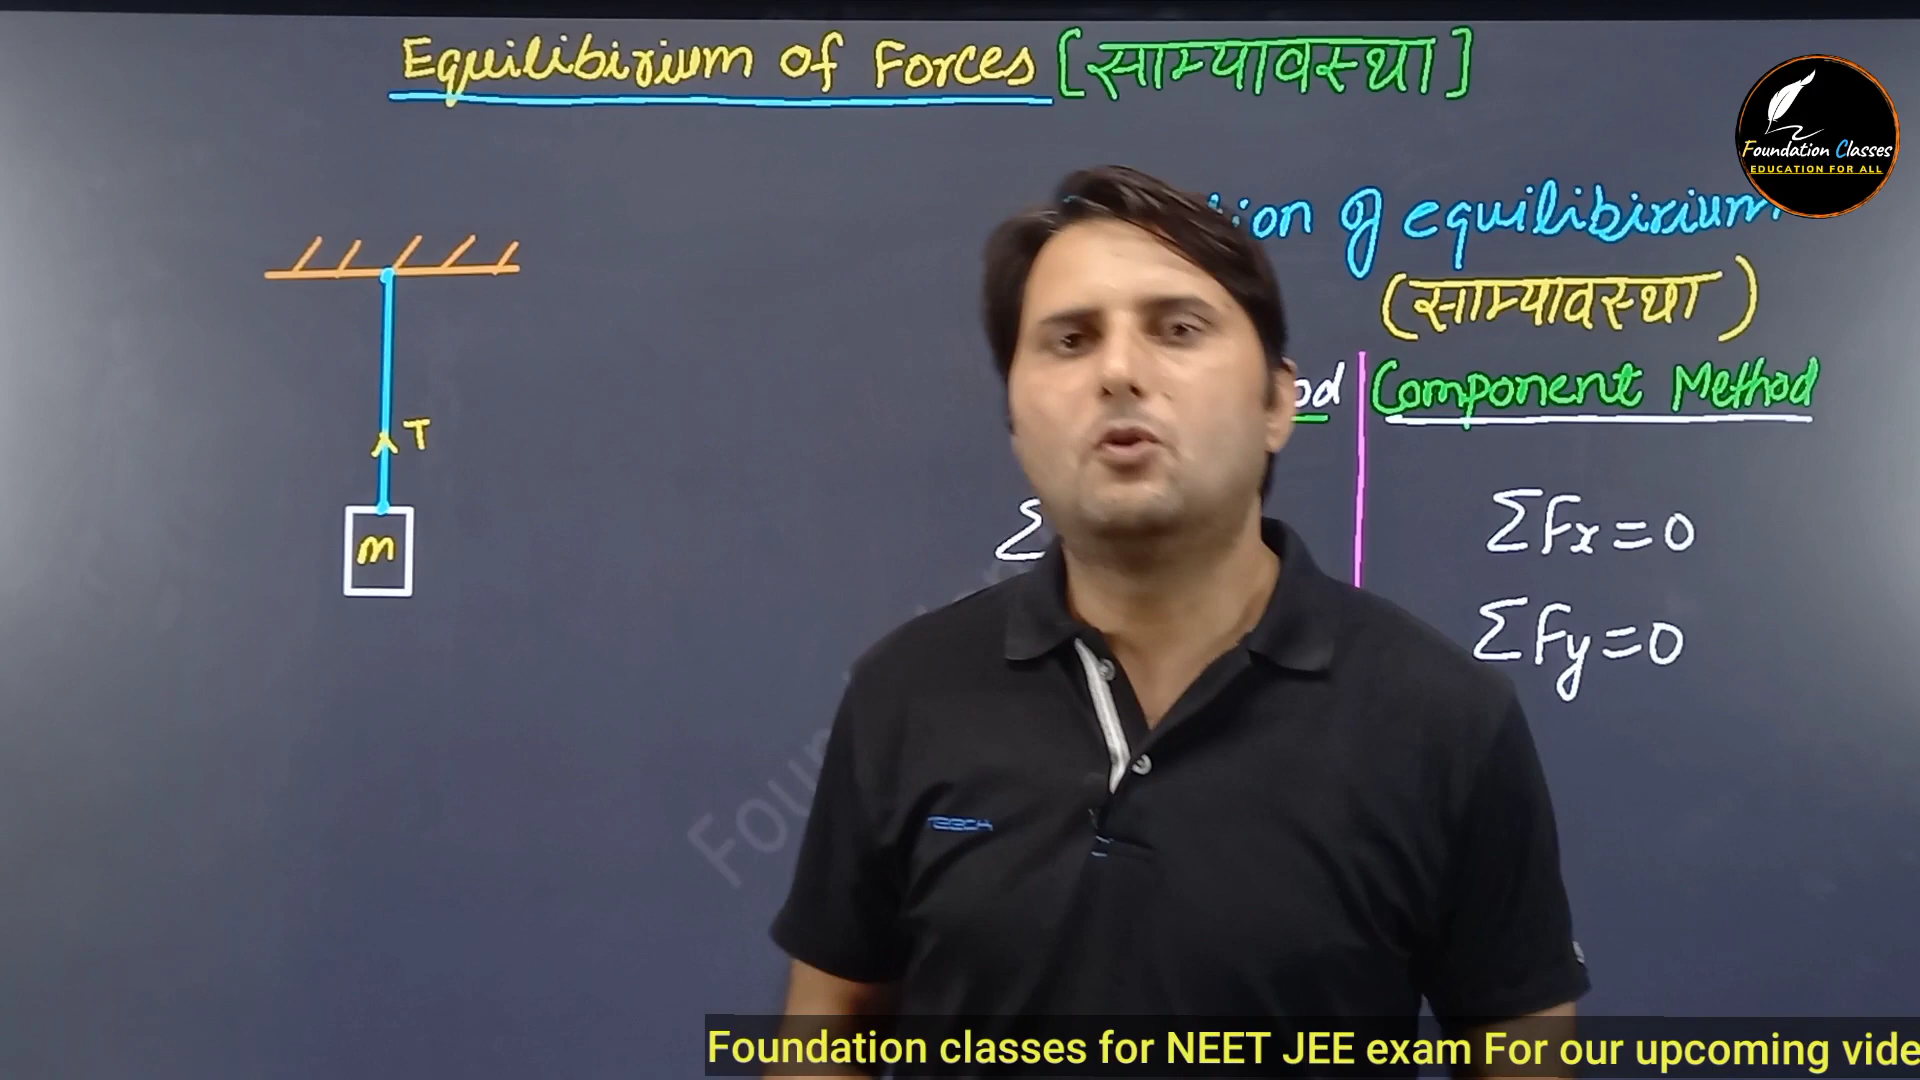 Equilibirium of Forces [साम्यावस्था]
Foundation Classes
EDUCATION FOR ALL
of equilibirium
(साम्यावस्था)
Component Method
T
m
Σ
ΣFx=0
ΣFy=0
Foundation classes for NEET JEE exam For our upcoming vide